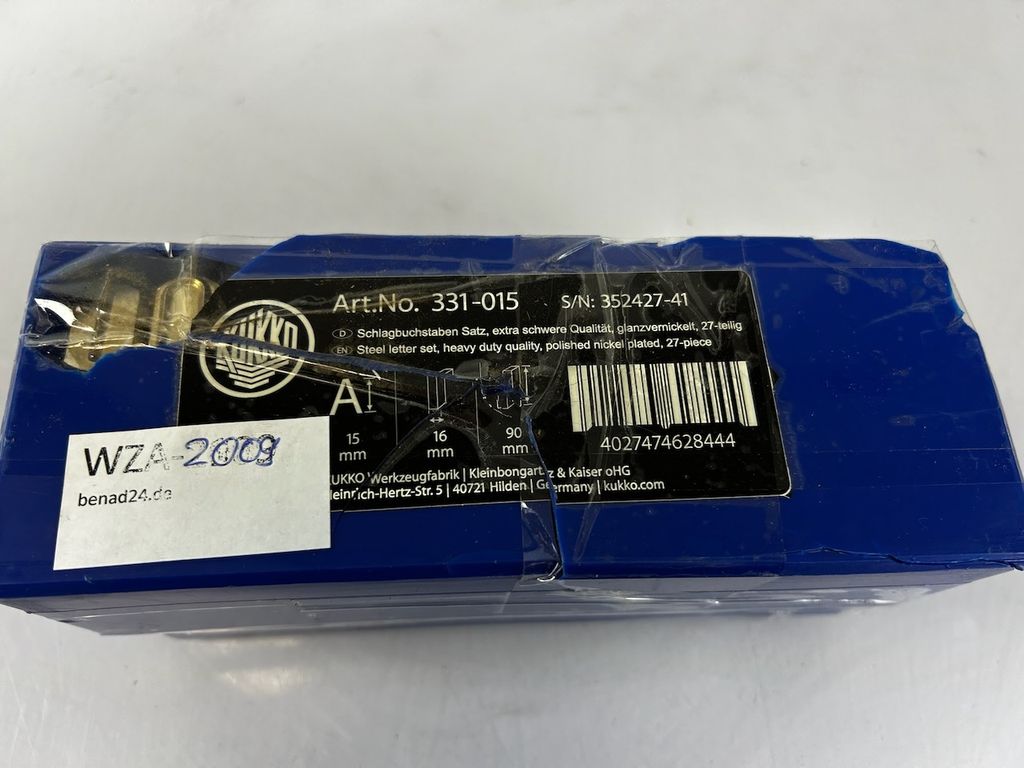 KUKKO
Art.No. 331-015 S/N: 352427-41
D Schlagbuchstaben Satz, extra schwere Qualität, glanzvernickelt, 27-teilig
EN Steel letter set, heavy duty quality, polished nickel plated, 27-piece
A
15 mm
16 mm
90 mm
4027474628444
KUKKO Werkzeugfabrik | Kleinbongartz & Kaiser oHG
Heinrich-Hertz-Str. 5 | 40721 Hilden | Germany | kukko.com
WZA-2009
benad24.de